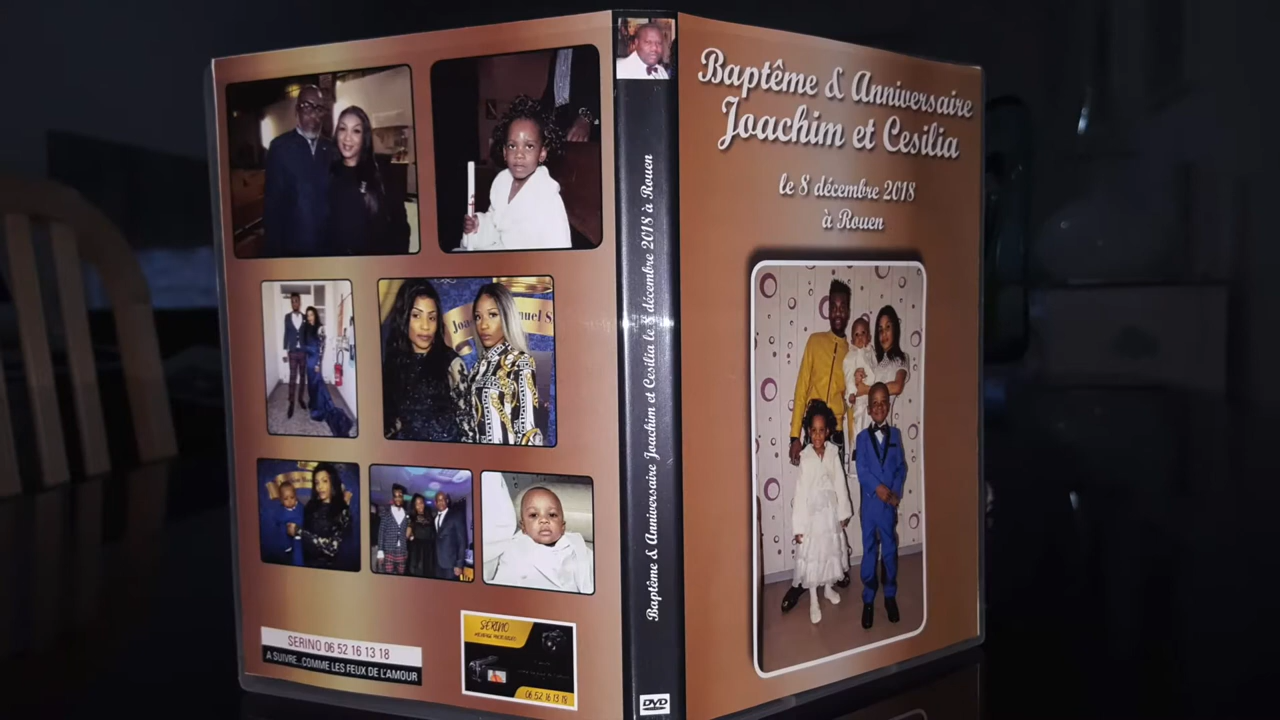 Baptême & Anniversaire
Joachim et Cesilia
le 8 décembre 2018
à Rouen
Baptême & Anniversaire Joachim et Cesilia le 8 décembre 2018 à Rouen
DVD
Joa
nuel S.
SERINO 06 52 16 13 18
A SUIVRE...COMME LES FEUX DE L'AMOUR
SERINO
06 52 16 13 18